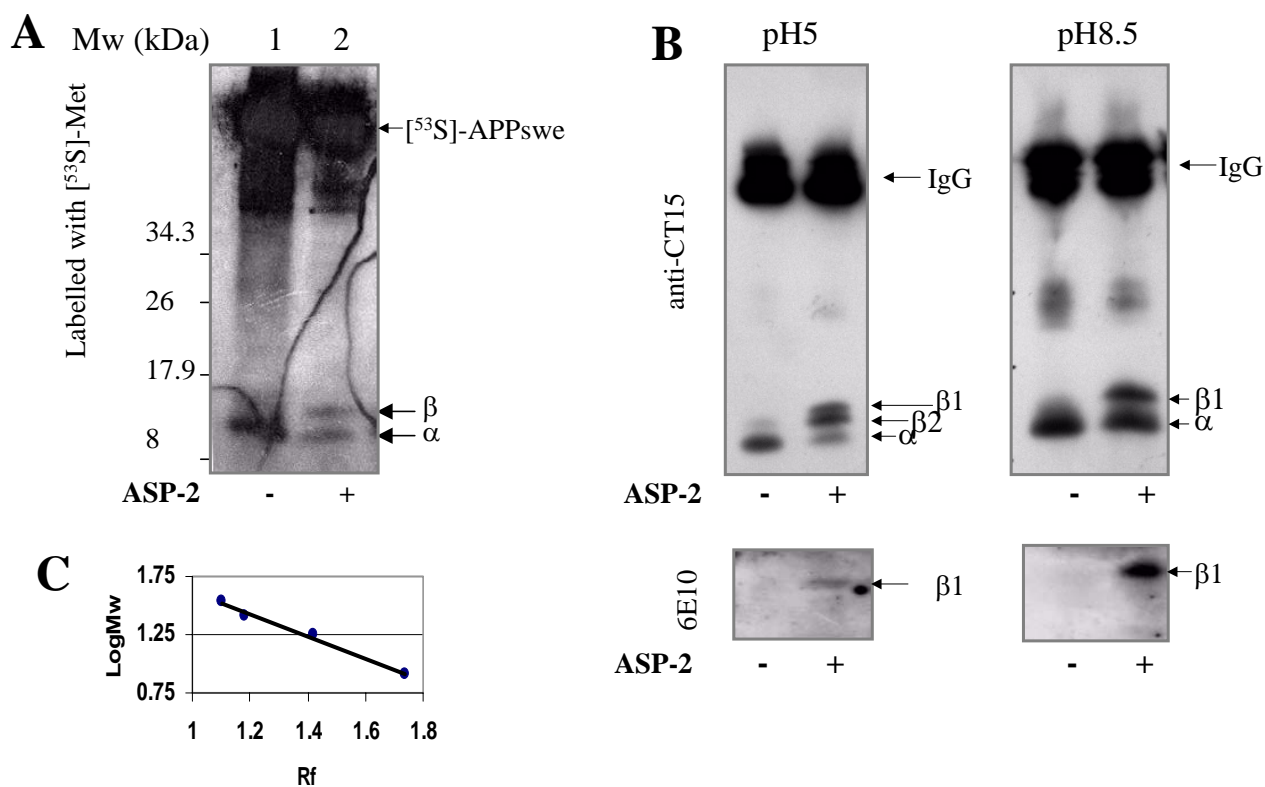 A
Mw (kDa) 1 2
Labelled with [⁵³S]-Met
[⁵³S]-APPswe
34.3
26
17.9
8
β
α
ASP-2 - +
B
pH5 pH8.5
anti-CT15
IgG
IgG
β1
β2
α
β1
α
ASP-2 - + - +
6E10
β1
β1
ASP-2 - + - +
C
LogMw
1.75
1.25
0.75
1 1.2 1.4 1.6 1.8
Rf